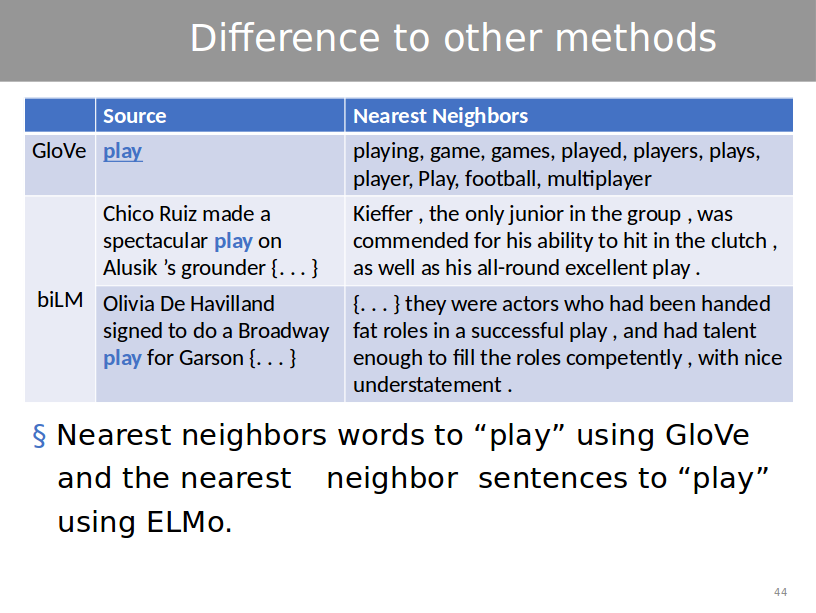 Difference to other methods
Source
Nearest Neighbors
GloVe
play
playing, game, games, played, players, plays,
player, Play, football, multiplayer
biLM
Chico Ruiz made a
spectacular play on
Alusik ’s grounder {. . . }
Kieffer , the only junior in the group , was
commended for his ability to hit in the clutch ,
as well as his all-round excellent play .
Olivia De Havilland
signed to do a Broadway
play for Garson {. . . }
{. . . } they were actors who had been handed
fat roles in a successful play , and had talent
enough to fill the roles competently , with nice
understatement .
§ Nearest neighbors words to “play” using GloVe
and the nearest neighbor sentences to “play”
using ELMo.
44